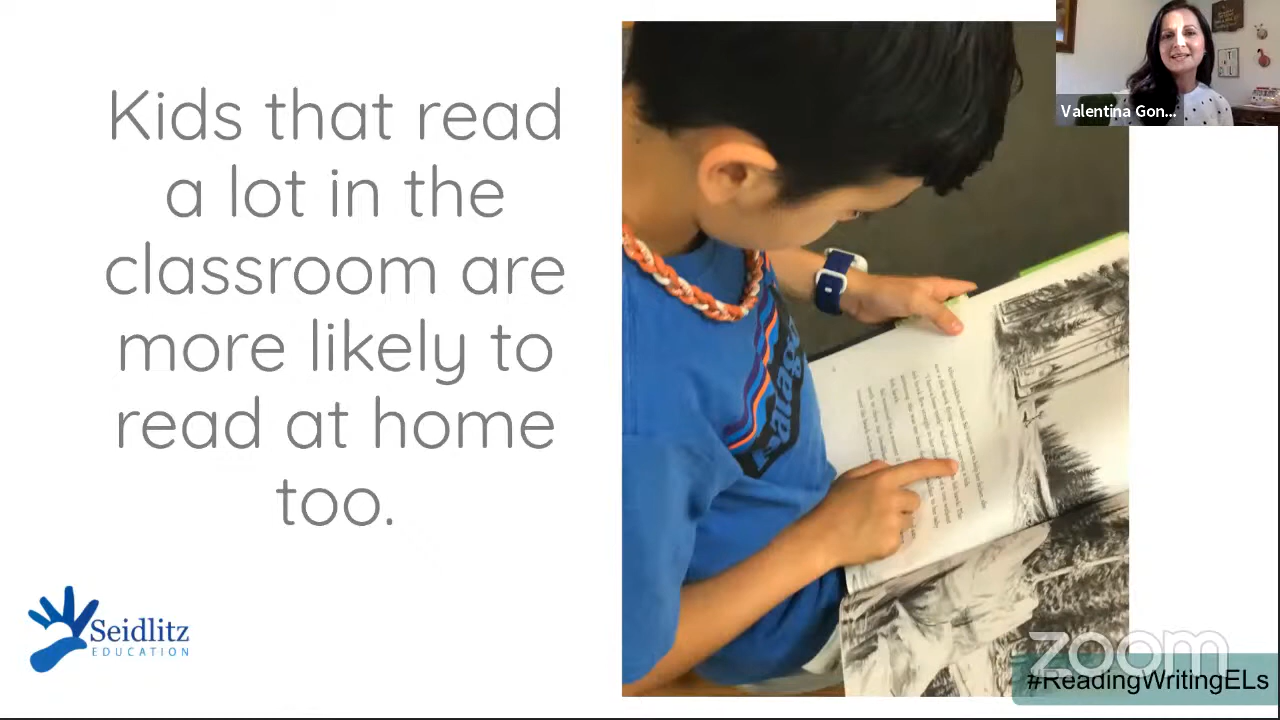 Kids that read
a lot in the
classroom are
more likely to
read at home
too.
Seidlitz
EDUCATION
Valentina Gon...
zoom
#ReadingWritingELs